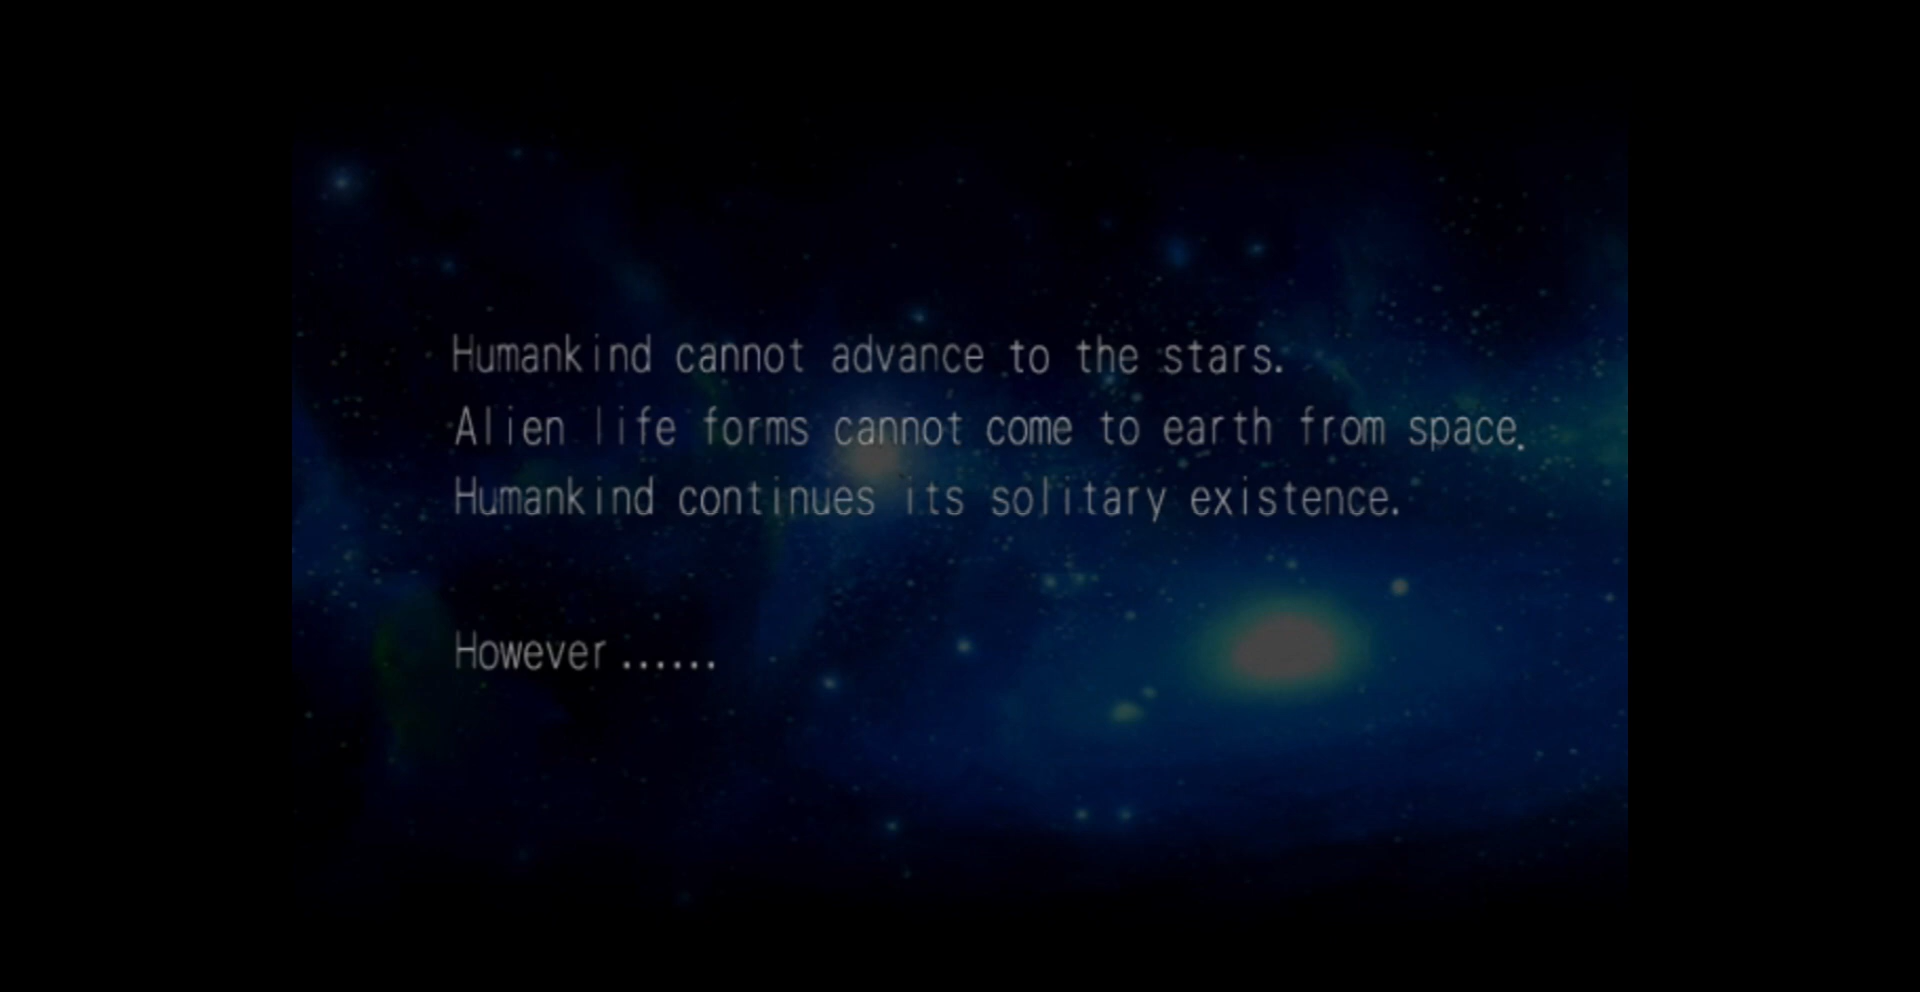 Humankind cannot advance to the stars.
Alien life forms cannot come to earth from space.
Humankind continues its solitary existence.
However......